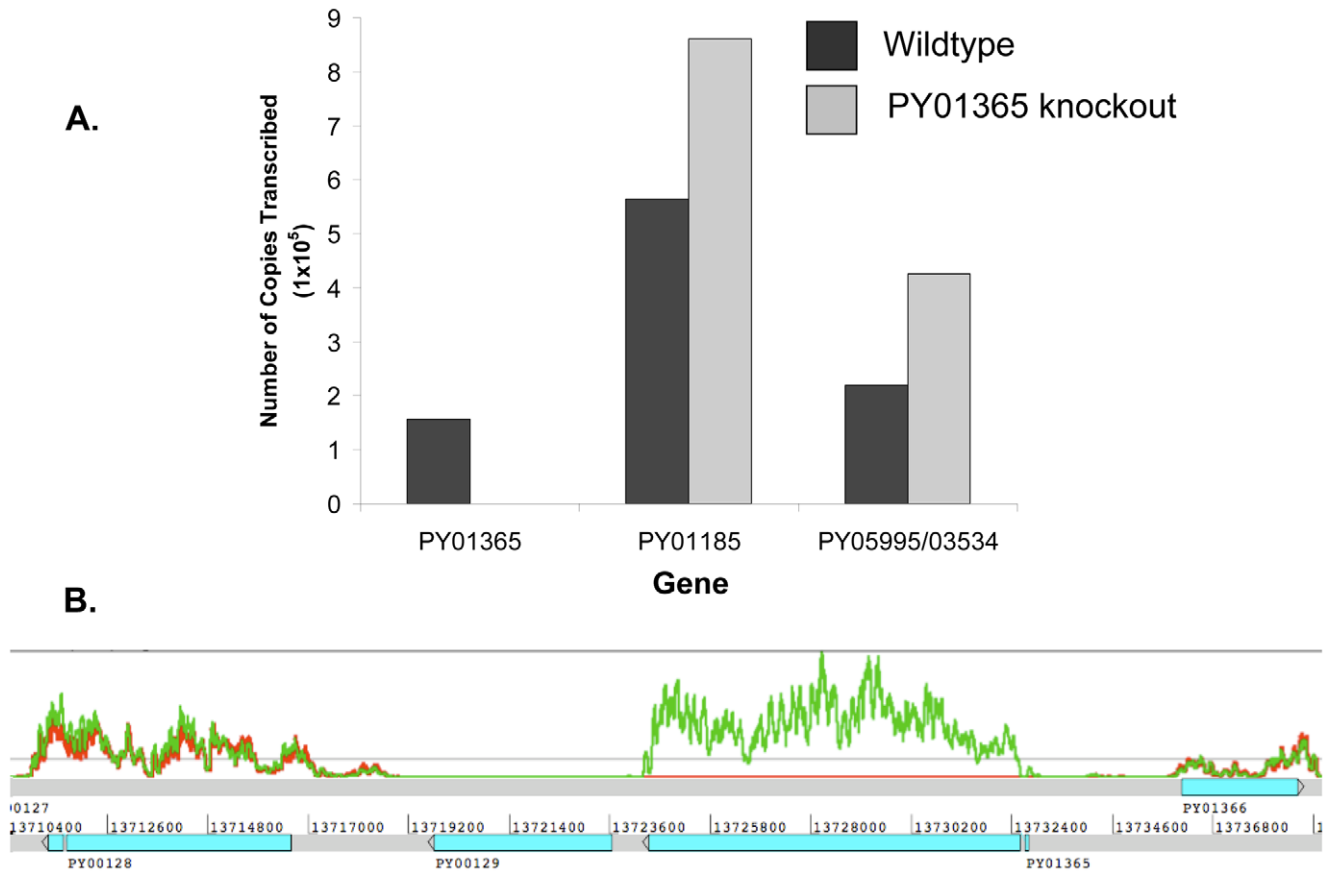 A.
Number of Copies Transcribed
(1x10⁵)
9
8
7
6
5
4
3
2
1
0
Wildtype
PY01365 knockout
PY01365
PY01185
PY05995/03534
Gene
B.
00127
PY01366
13710400
13712600
13714800
13717000
13719200
13721400
13723600
13725800
13728000
13730200
13732400
13734600
13736800
PY00128
PY00129
PY01365